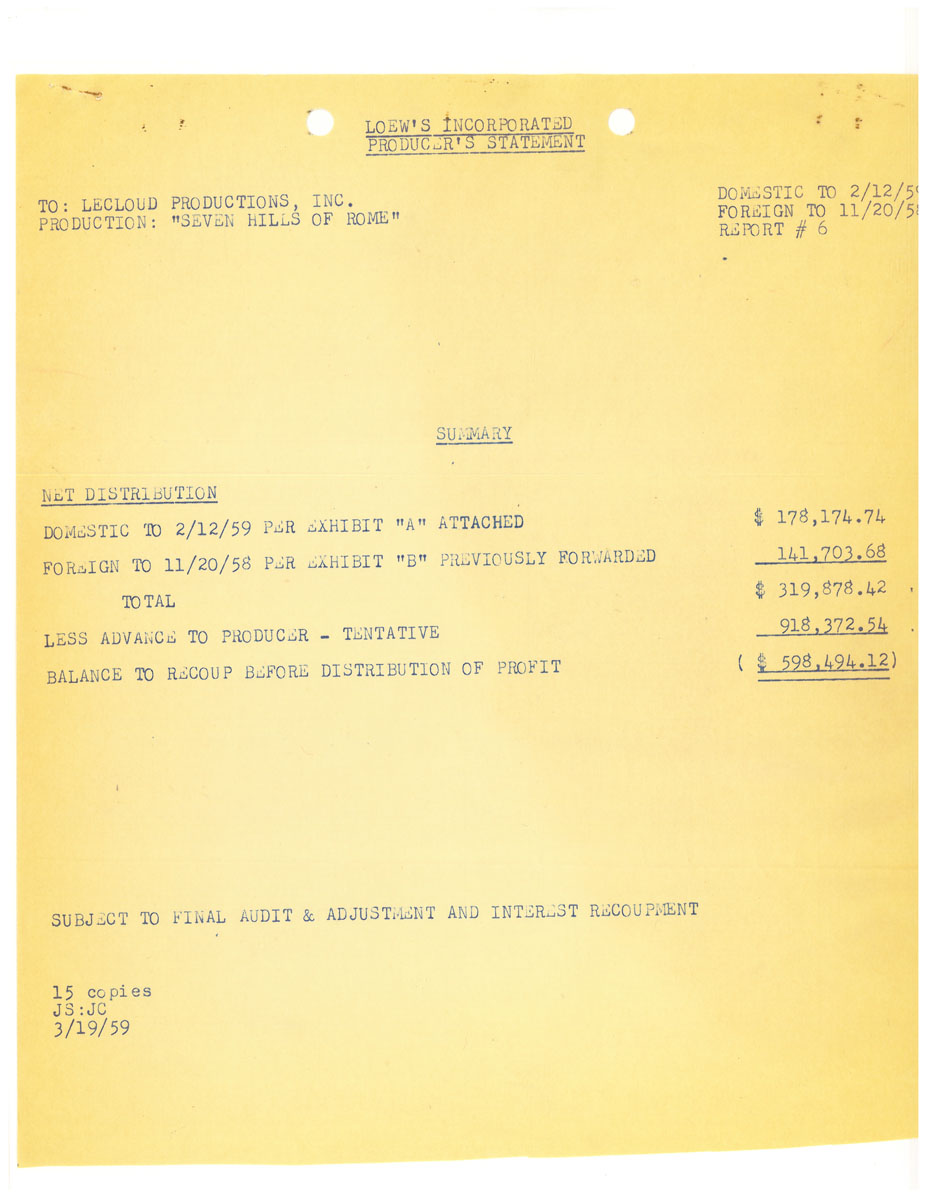 LOEW'S INCORPORATED
PRODUCER'S STATEMENT
TO: LECLOUD PRODUCTIONS, INC.
PRODUCTION: "SEVEN HILLS OF ROME"
DOMESTIC TO 2/12/59
FOREIGN TO 11/20/58
REPORT # 6
SUMMARY
NET DISTRIBUTION
DOMESTIC TO 2/12/59 PER EXHIBIT "A" ATTACHED $ 178,174.74
FOREIGN TO 11/20/58 PER EXHIBIT "B" PREVIOUSLY FORWARDED 141,703.68
TOTAL $ 319,878.42
LESS ADVANCE TO PRODUCER - TENTATIVE 918,372.54
BALANCE TO RECOUP BEFORE DISTRIBUTION OF PROFIT ( $ 598,494.12)
SUBJECT TO FINAL AUDIT & ADJUSTMENT AND INTEREST RECOUPMENT
15 copies
JS:JC
3/19/59